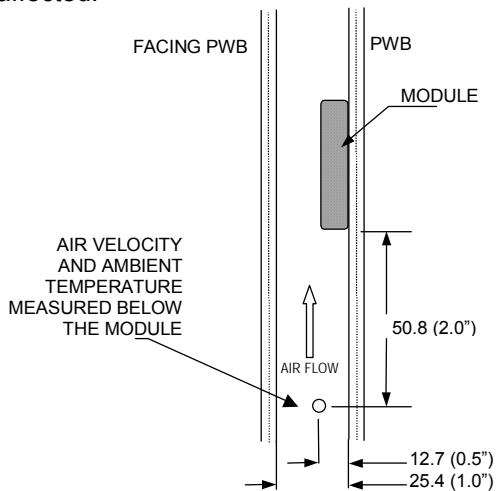 FACING PWB
PWB
MODULE
AIR VELOCITY
AND AMBIENT
TEMPERATURE
MEASURED BELOW
THE MODULE
50.8 (2.0")
AIR FLOW
12.7 (0.5")
25.4 (1.0")